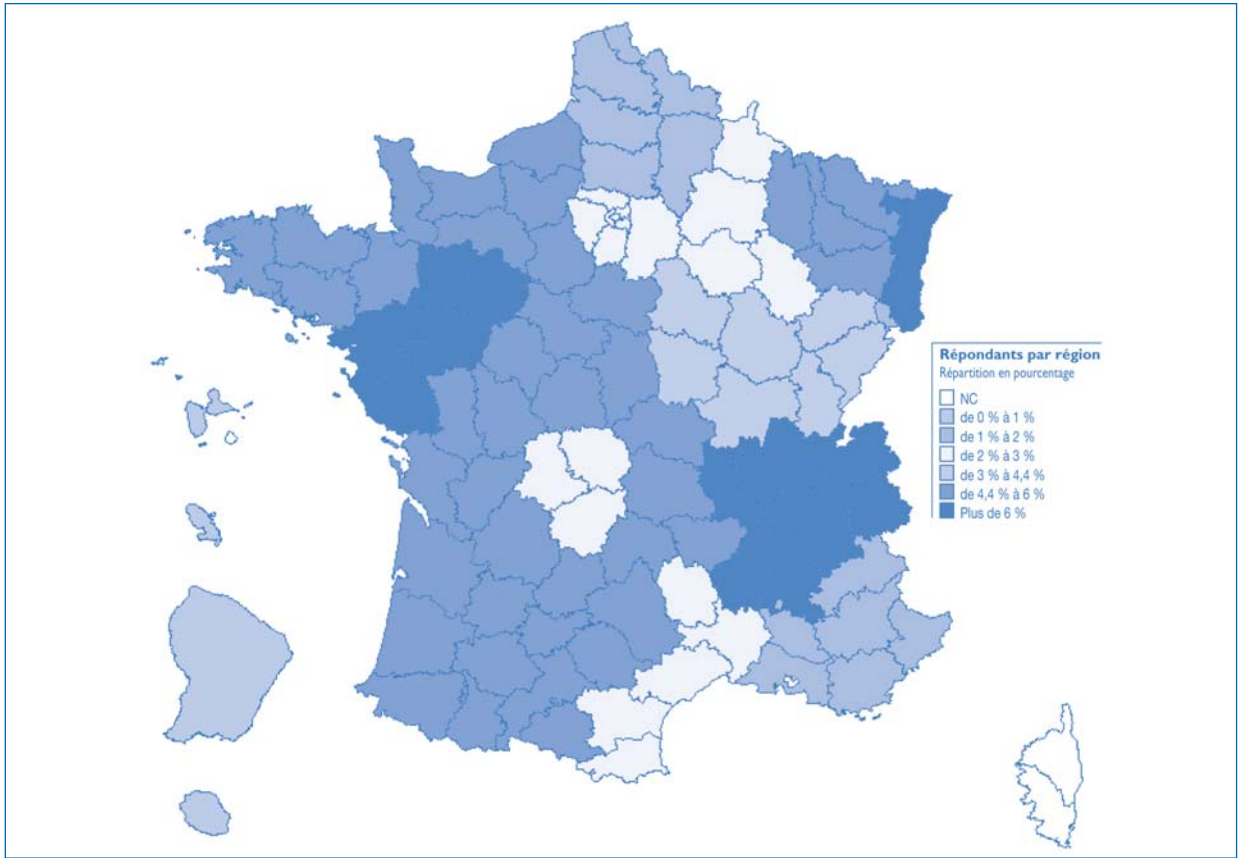 Répondants par région
Répartition en pourcentage
NC
de 0 % à 1 %
de 1 % à 2 %
de 2 % à 3 %
de 3 % à 4,4 %
de 4,4 % à 6 %
Plus de 6 %